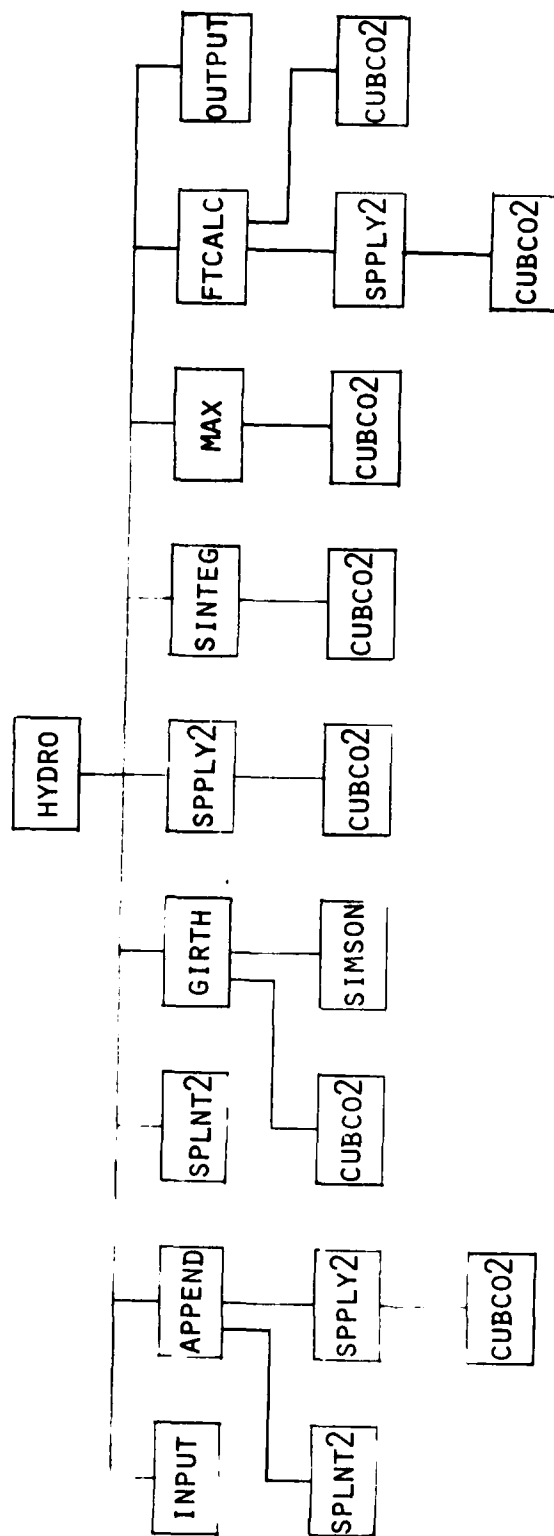 HYDRO
INPUT
APPEND
SPLNT2
GIRTH
SPPLY2
SINTEG
MAX
FTCALC
OUTPUT
SPLNT2
SPPLY2
CUBCO2
SIMSON
CUBCO2
CUBCO2
CUBCO2
SPPLY2
CUBCO2
CUBCO2
CUBCO2